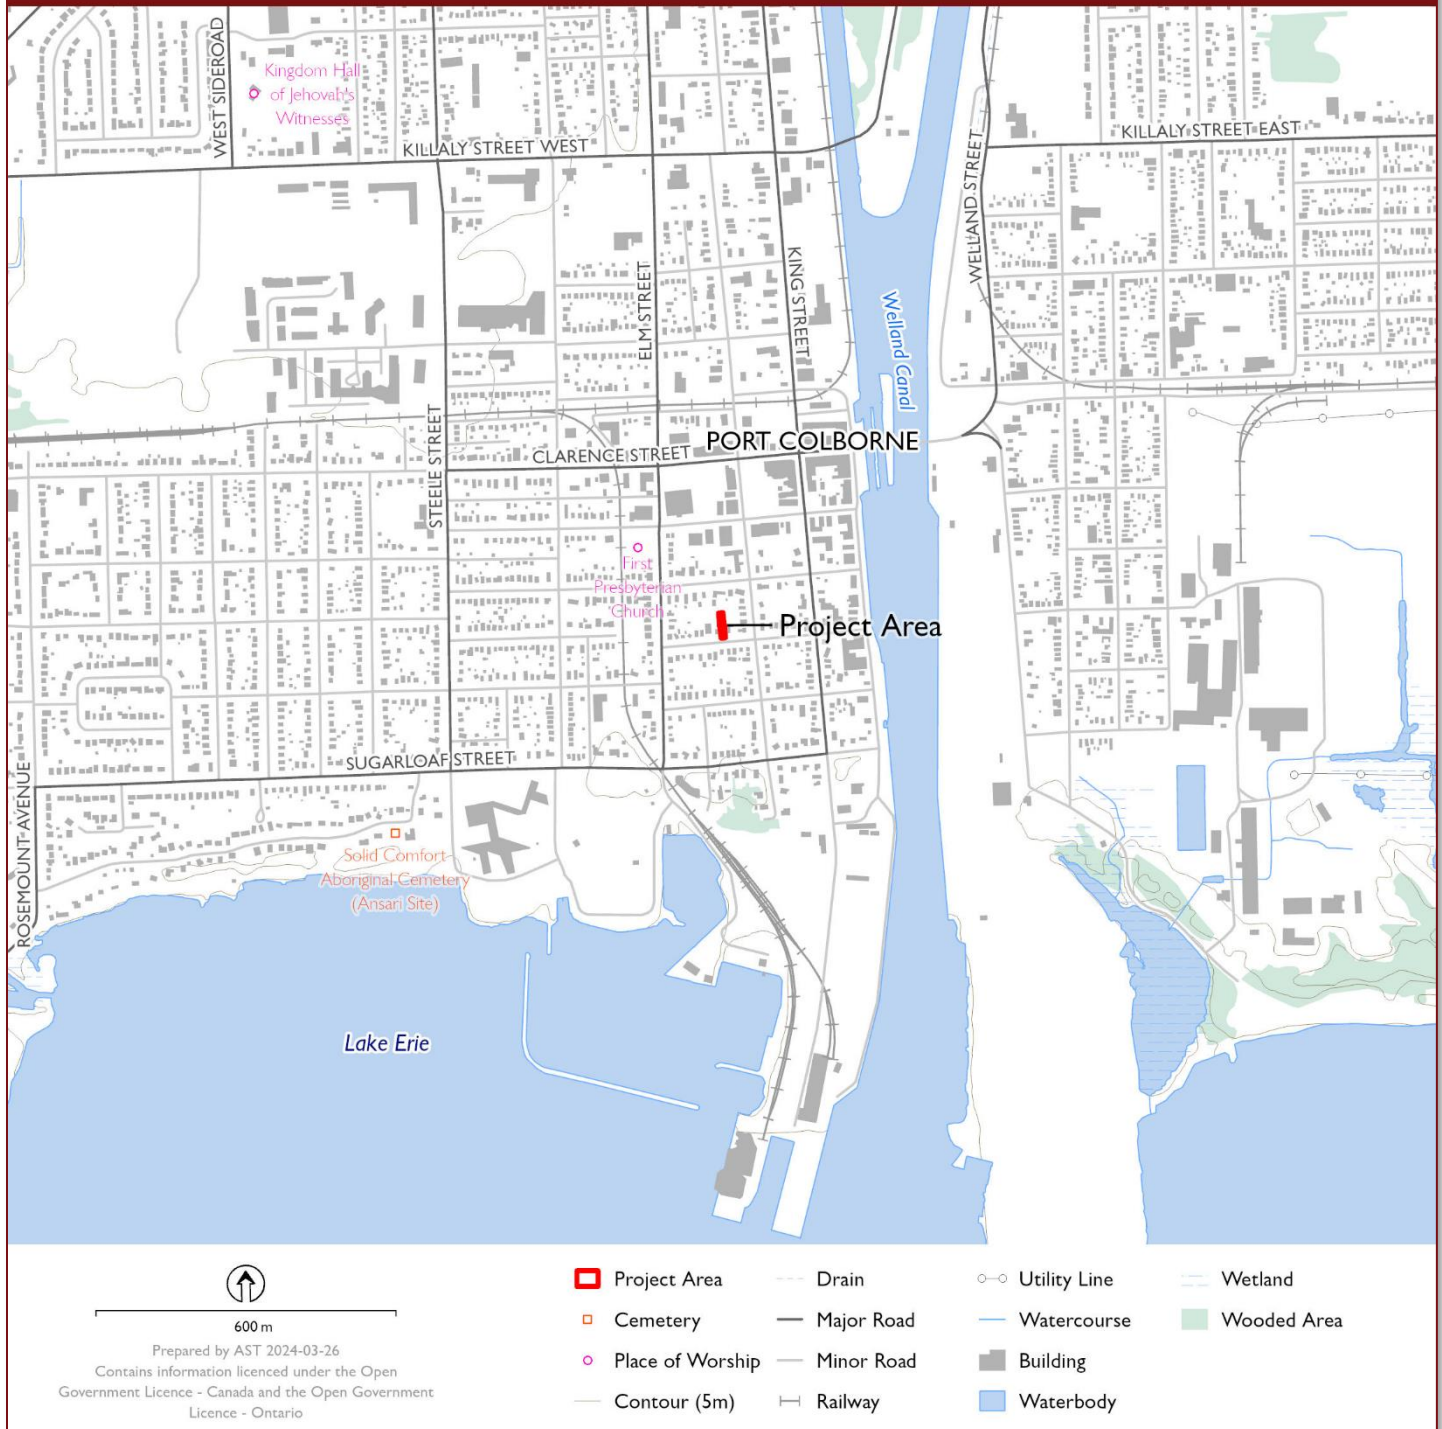 WEST SIDEROAD
Kingdom Hall
of Jehovah's
Witnesses
KILLALY STREET WEST
KILLALY STREET EAST
WELLAND STREET
ELM STREET
KING STREET
Welland Canal
STEELE STREET
CLARENCE STREET
PORT COLBORNE
First
Presbyterian
Church
Project Area
SUGARLOAF STREET
ROSEMOUNT AVENUE
Solid Comfort
Aboriginal Cemetery
(Ansari Site)
Lake Erie
600 m
Prepared by AST 2024-03-26
Contains information licenced under the Open
Government Licence - Canada and the Open Government
Licence - Ontario
Project Area
Cemetery
Place of Worship
Contour (5m)
Drain
Major Road
Minor Road
Railway
Utility Line
Watercourse
Building
Waterbody
Wetland
Wooded Area